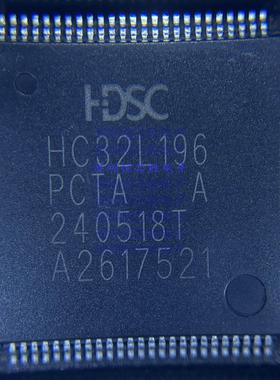 HDSC
HC32L196
PCTA A
240518T
A2617521